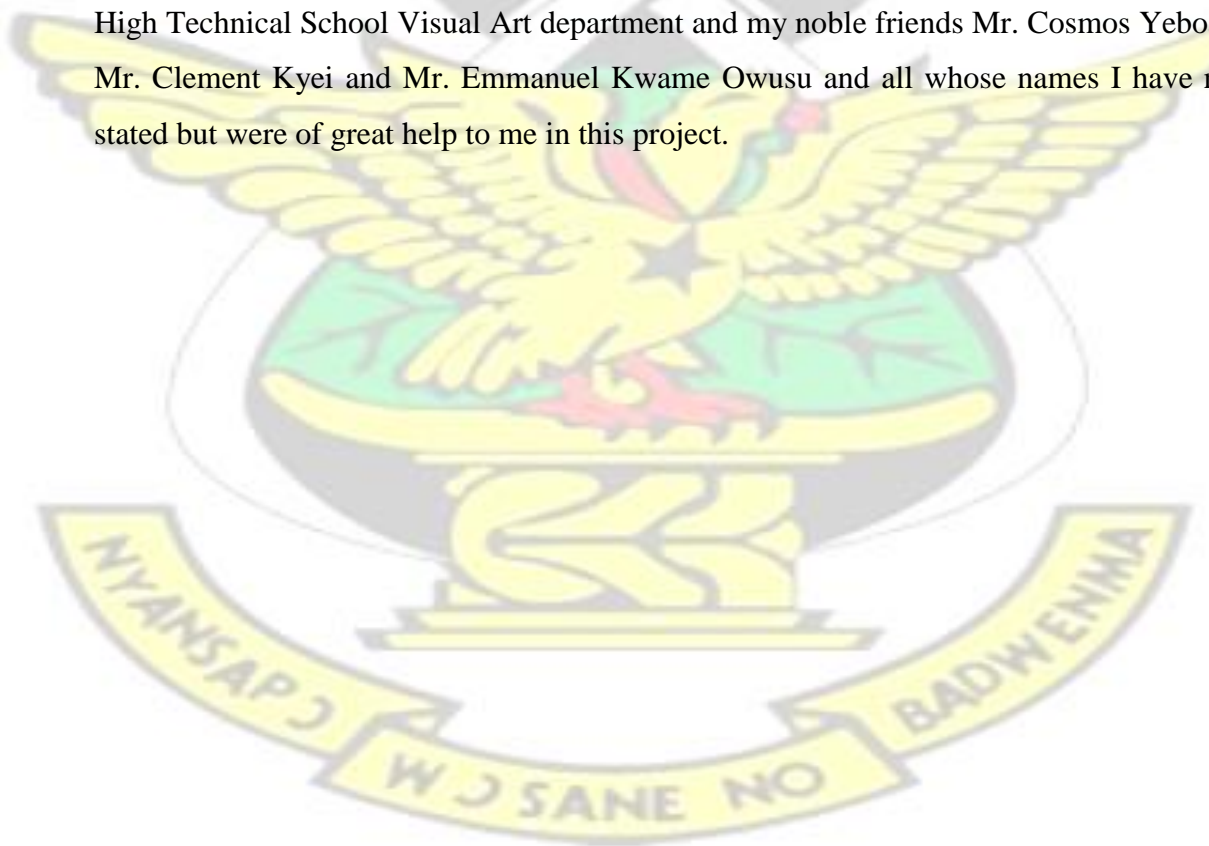 High Technical School Visual Art department and my noble friends Mr. Cosmos
Mr. Clement Kyei and Mr. Emmanuel Kwame Owusu and all whose names I have
stated but were of great help to me in this project.
NYANSAPƆ
WƆ SANE NO
BADWENMA